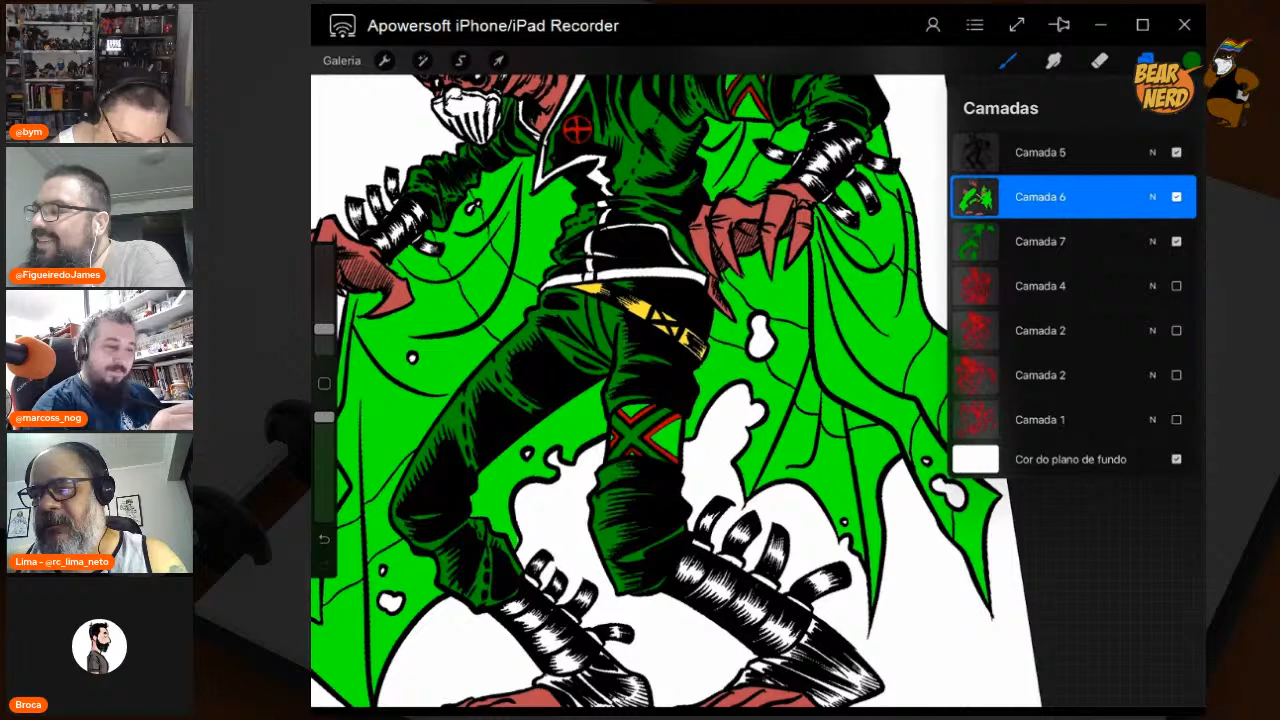 Apowersoft iPhone/iPad Recorder
Galeria
BEAR
NERD
Camadas
Camada 5 N
Camada 6 N
Camada 7 N
Camada 4 N
Camada 2 N
Camada 2 N
Camada 1 N
Cor do plano de fundo
@bym
@FigueiredoJames
@marcoss_nog
Lima - @rc_lima_neto
Broca